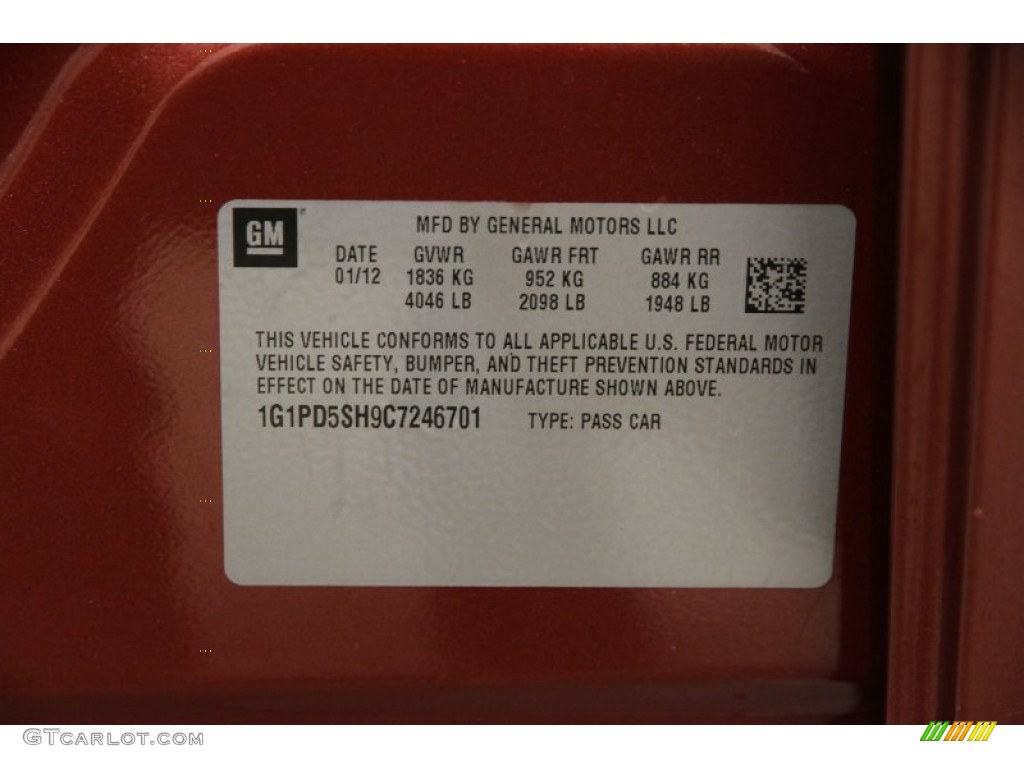 GM ®
MFD BY GENERAL MOTORS LLC
DATE GVWR GAWR FRT GAWR RR
01/12 1836 KG 952 KG 884 KG
4046 LB 2098 LB 1948 LB
THIS VEHICLE CONFORMS TO ALL APPLICABLE U.S. FEDERAL MOTOR
VEHICLE SAFETY, BUMPER, AND THEFT PREVENTION STANDARDS IN
EFFECT ON THE DATE OF MANUFACTURE SHOWN ABOVE.
1G1PD5SH9C7246701 TYPE: PASS CAR
GTCARLOT.COM